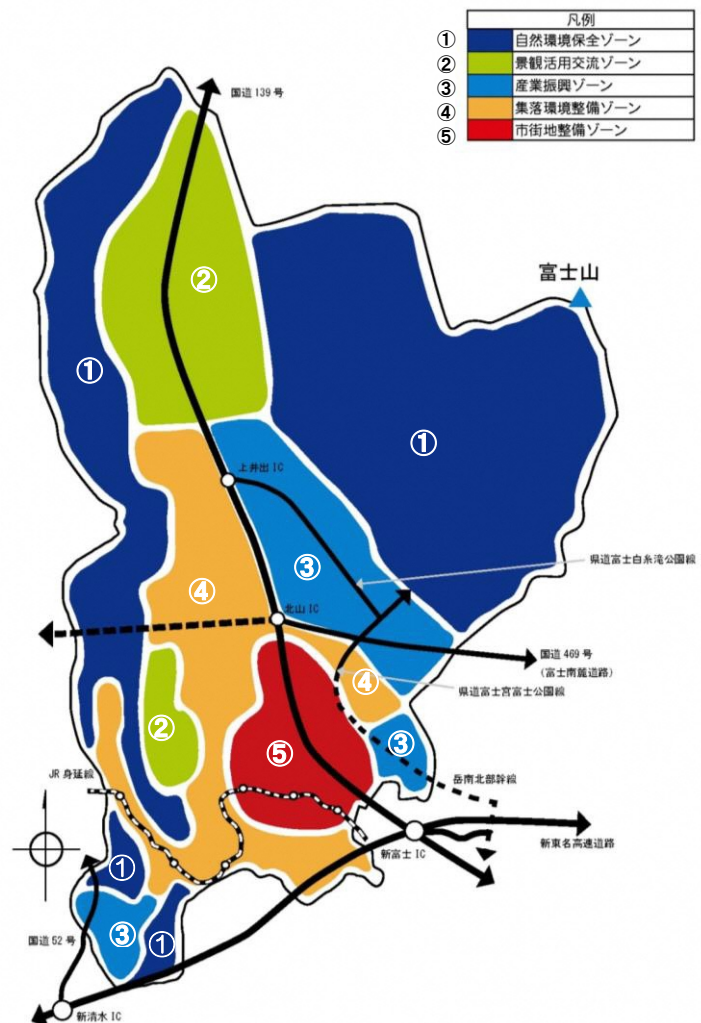 凡例
① 自然環境保全ゾーン
② 景観活用交流ゾーン
③ 産業振興ゾーン
④ 集落環境整備ゾーン
⑤ 市街地整備ゾーン
国道139号
富士山
②
①
①
上井出IC
③
県道富士白糸滝公園線
④
北山IC
国道469号
(富士南麓道路)
④
県道富士宮富士公園線
②
③
⑤
JR身延線
岳南北部幹線
新東名高速道路
新富士IC
①
国道52号
③
①
新清水IC